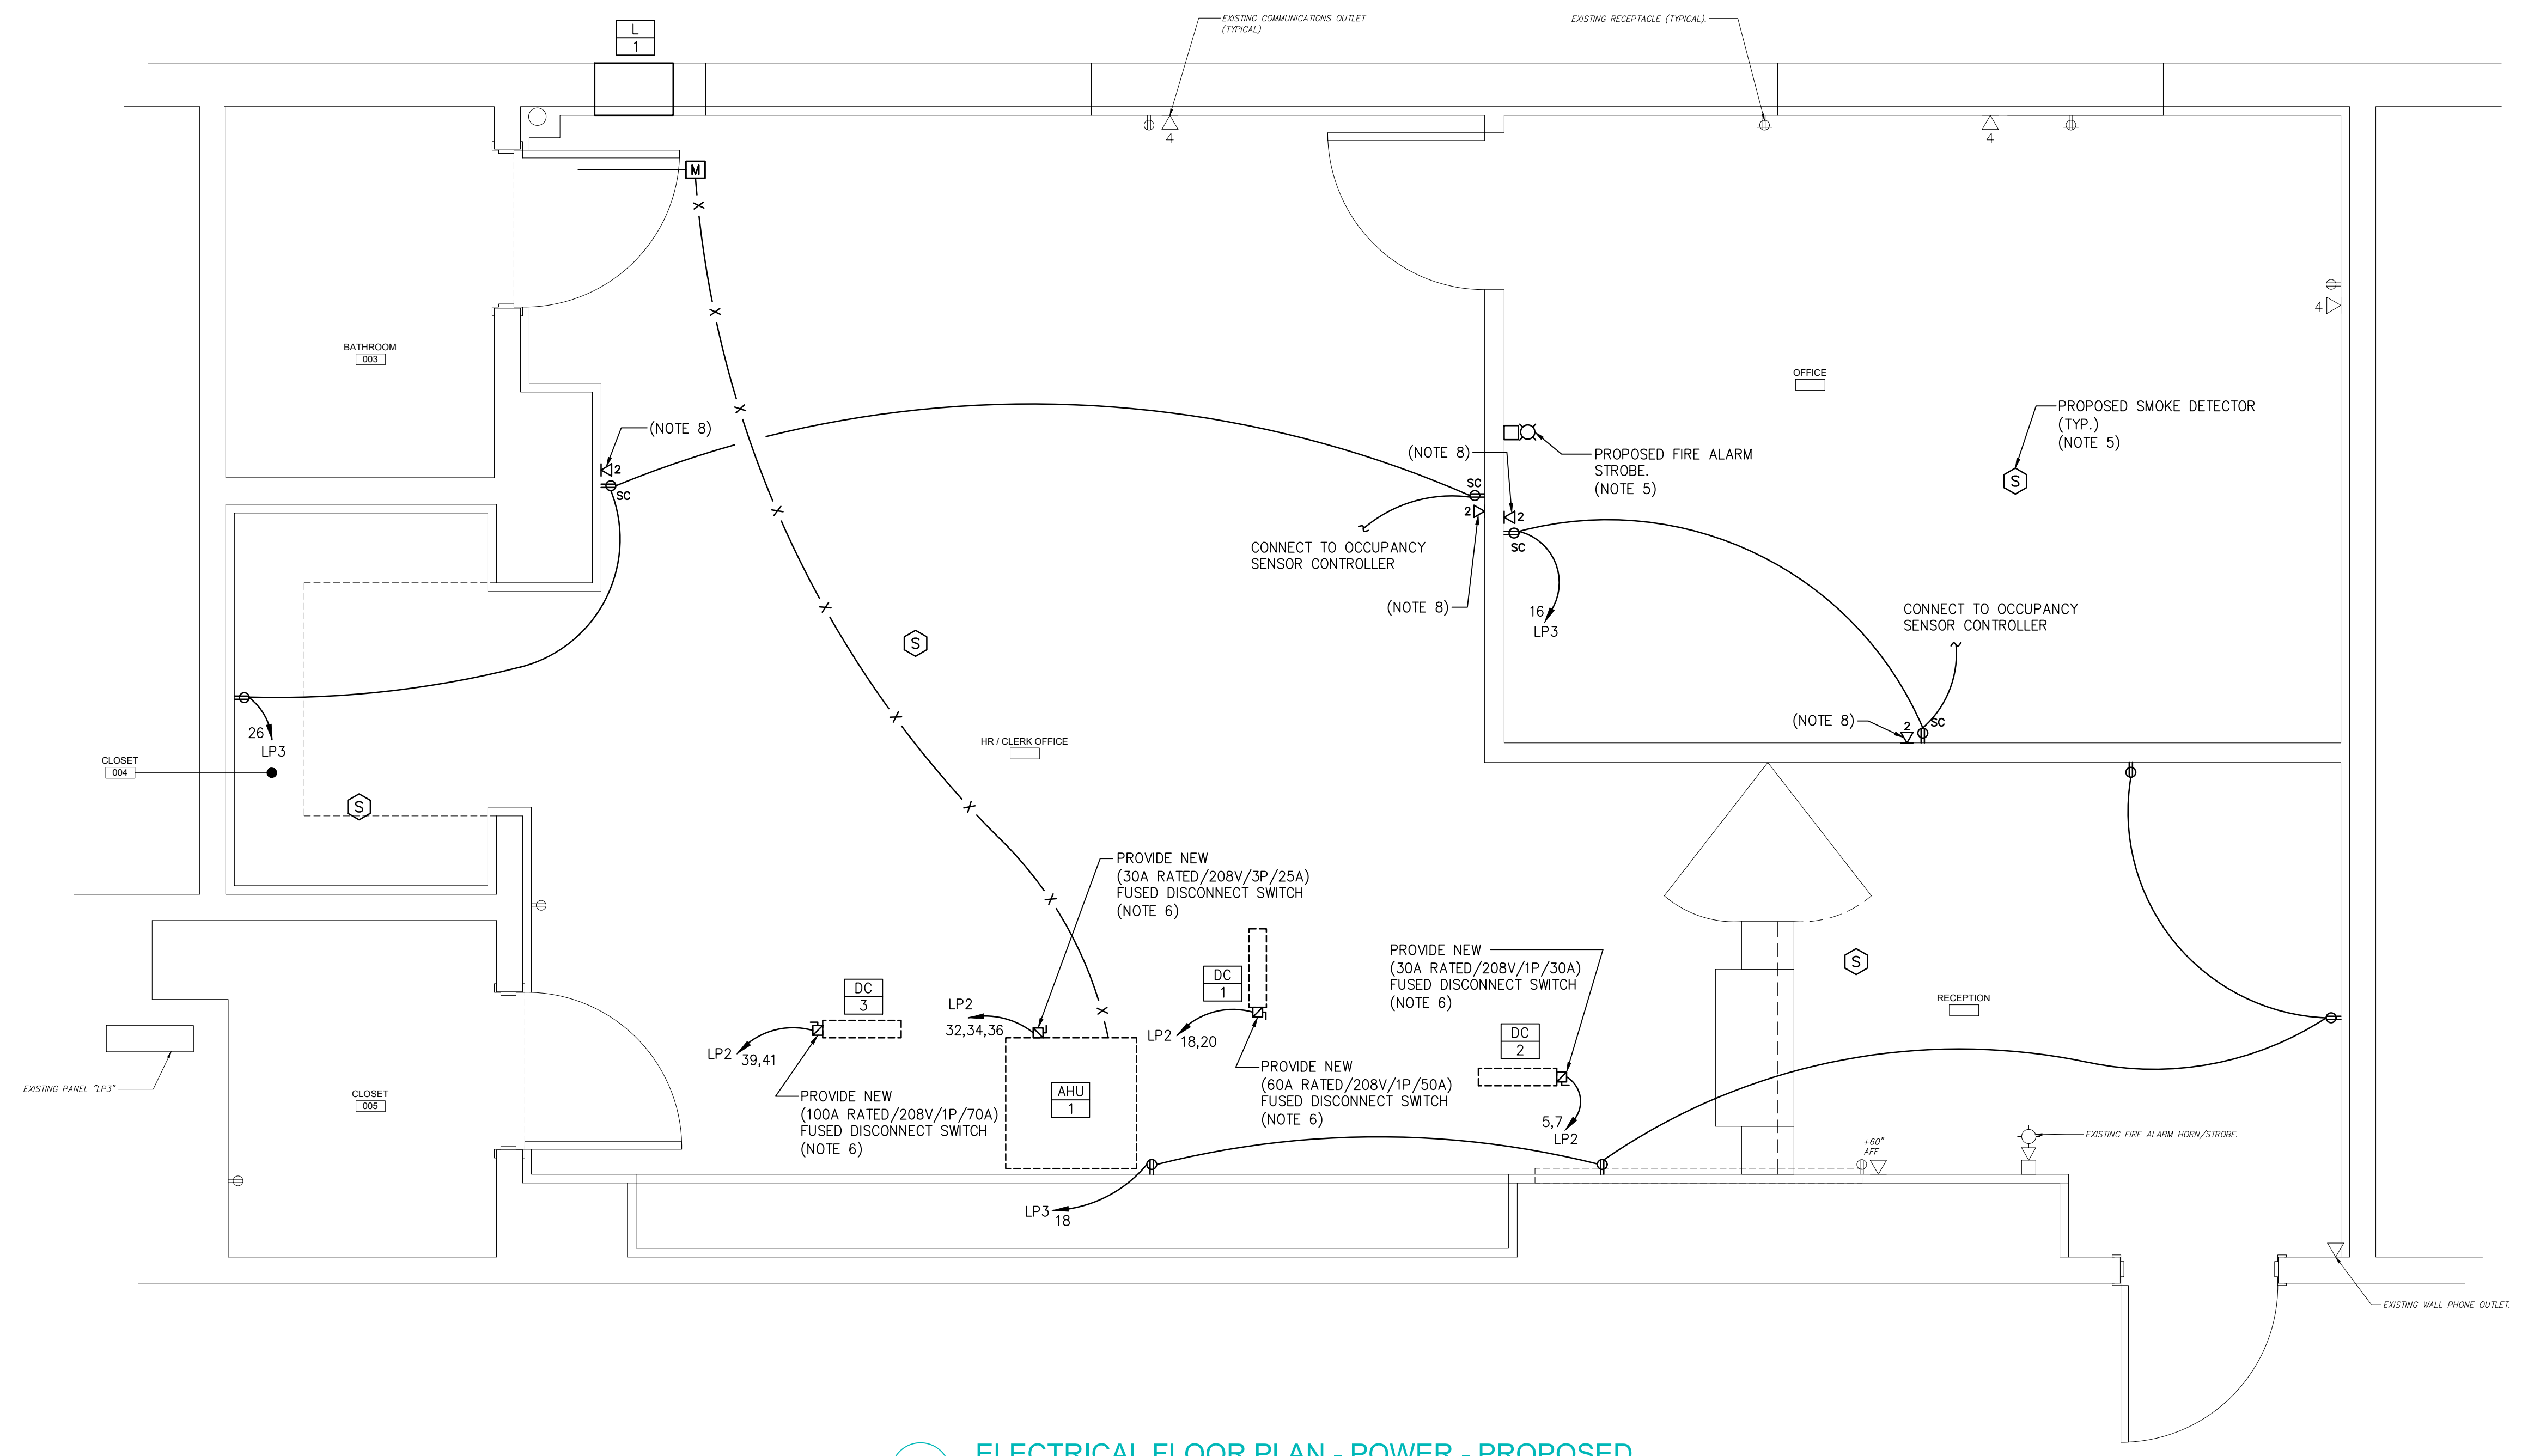 L
1
EXISTING COMMUNICATIONS OUTLET
(TYPICAL)
EXISTING RECEPTACLE (TYPICAL).
4
4
M
4
BATHROOM
003
OFFICE
PROPOSED SMOKE DETECTOR
(TYP.)
(NOTE 5)
S
(NOTE 8)
2
SC
(NOTE 8)
PROPOSED FIRE ALARM
STROBE.
(NOTE 5)
SC
2
2
SC
CONNECT TO OCCUPANCY
SENSOR CONTROLLER
(NOTE 8)
16
LP3
CONNECT TO OCCUPANCY
SENSOR CONTROLLER
S
(NOTE 8)
2
SC
26
LP3
HR / CLERK OFFICE
CLOSET
004
S
PROVIDE NEW
(30A RATED/208V/3P/25A)
FUSED DISCONNECT SWITCH
(NOTE 6)
PROVIDE NEW
(30A RATED/208V/1P/30A)
FUSED DISCONNECT SWITCH
(NOTE 6)
S
RECEPTION
DC
3
LP2
39,41
LP2
32,34,36
DC
1
LP2
18,20
DC
2
5,7
LP2
PROVIDE NEW
(60A RATED/208V/1P/50A)
FUSED DISCONNECT SWITCH
(NOTE 6)
EXISTING PANEL "LP3"
CLOSET
005
PROVIDE NEW
(100A RATED/208V/1P/70A)
FUSED DISCONNECT SWITCH
(NOTE 6)
AHU
1
+60"
AFF
EXISTING FIRE ALARM HORN/STROBE.
LP3
18
EXISTING WALL PHONE OUTLET.
ELECTRICAL FLOOR PLAN - POWER - PROPOSED